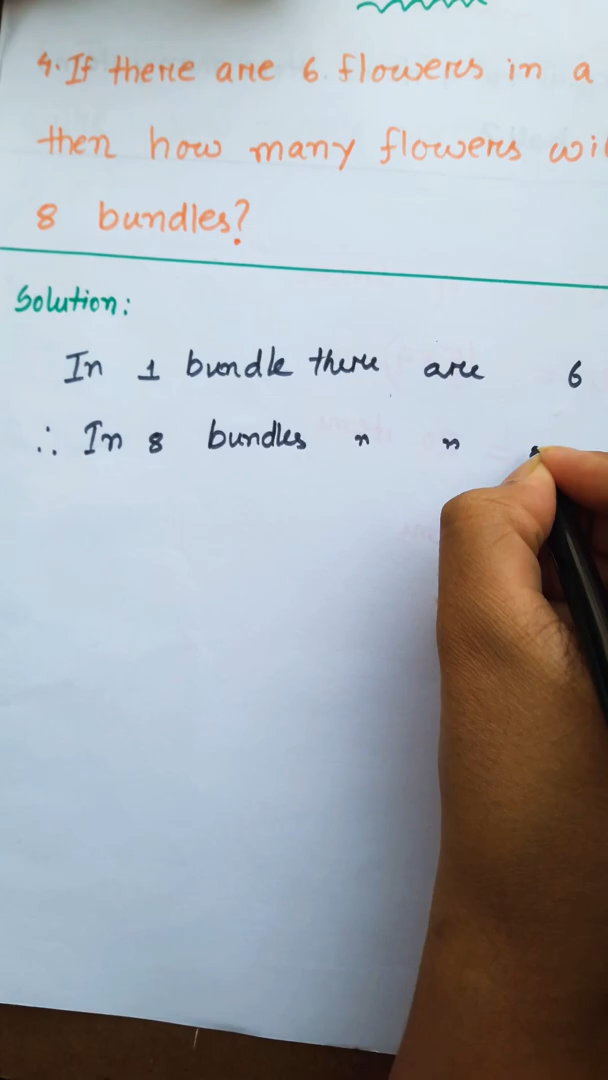 4. If there are 6 flowers in a
then how many flowers
8 bundles?
Solution:
In 1 bundle there are 6
∴ In 8 bundles " "